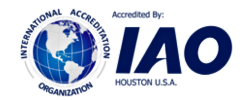 INTERNATIONAL ACCREDITATION
ORGANIZATION
Accredited By:
IAO
HOUSTON U.S.A.